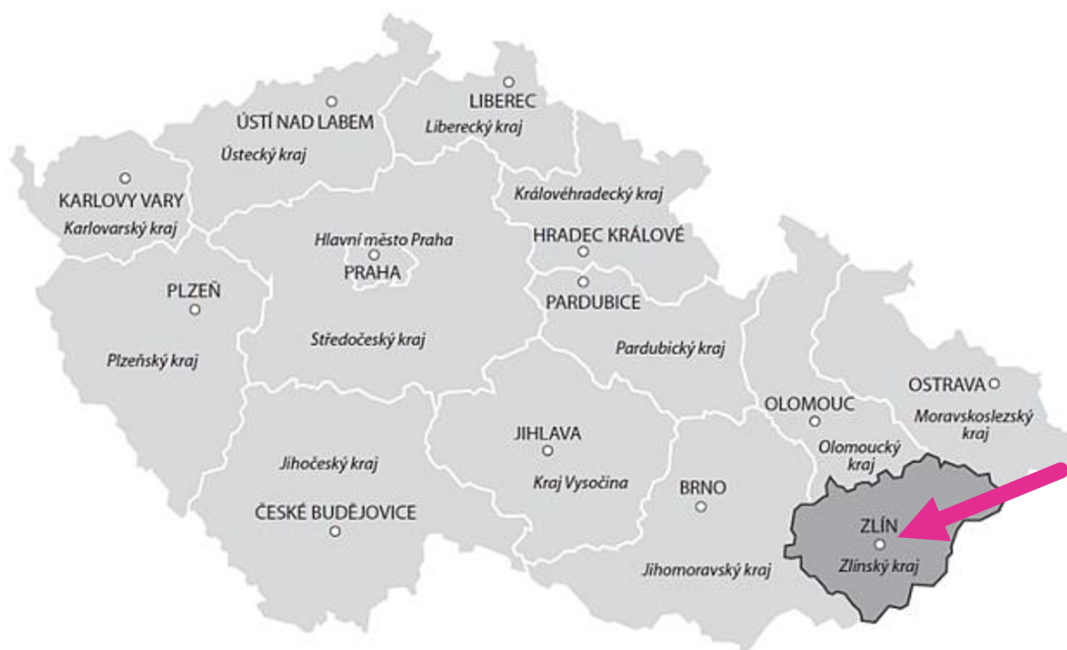 LIBEREC
Liberecký kraj
ÚSTÍ NAD LABEM
Ústecký kraj
KARLOVY VARY
Karlovarský kraj
Královéhradecký kraj
HRADEC KRÁLOVÉ
Hlavní město Praha
PRAHA
Středočeský kraj
PLZEŇ
Plzeňský kraj
PARDUBICE
Pardubický kraj
OSTRAVA
Moravskoslezský
kraj
OLOMOUC
Olomoucký
kraj
JIHLAVA
Kraj Vysočina
Jihočeský kraj
ČESKÉ BUDĚJOVICE
BRNO
Jihomoravský kraj
ZLÍN
Zlínský kraj